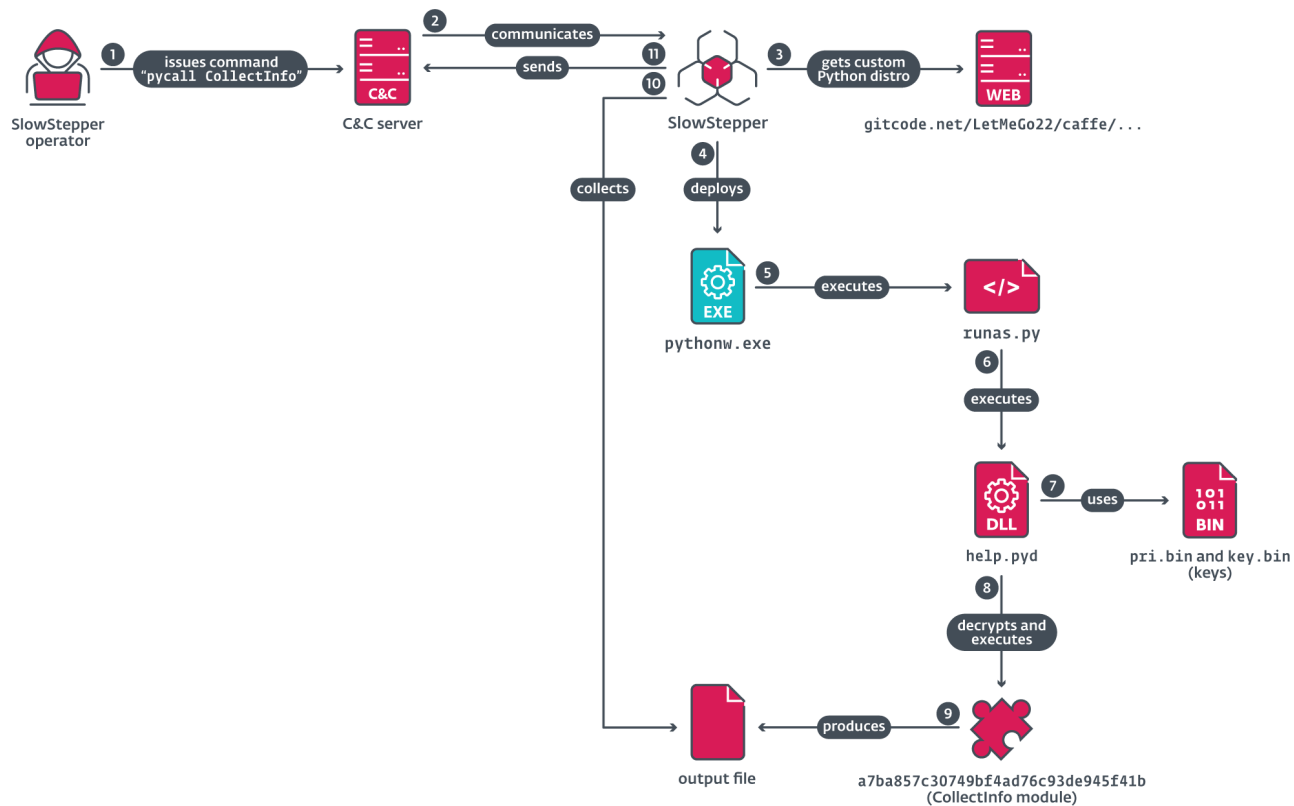 1
issues command
“pycall CollectInfo”
SlowStepper
operator
C&C
C&C server
2
communicates
11
sends
10
SlowStepper
3
gets custom
Python distro
WEB
gitcode.net/LetMeGo22/caffe/...
collects
4
deploys
EXE
pythonw.exe
5
executes
</>
runas.py
6
executes
DLL
help.pyd
7
uses
101
011
BIN
pri.bin and key.bin
(keys)
8
decrypts and
executes
9
produces
output file
a7ba857c30749bf4ad76c93de945f41b
(CollectInfo module)